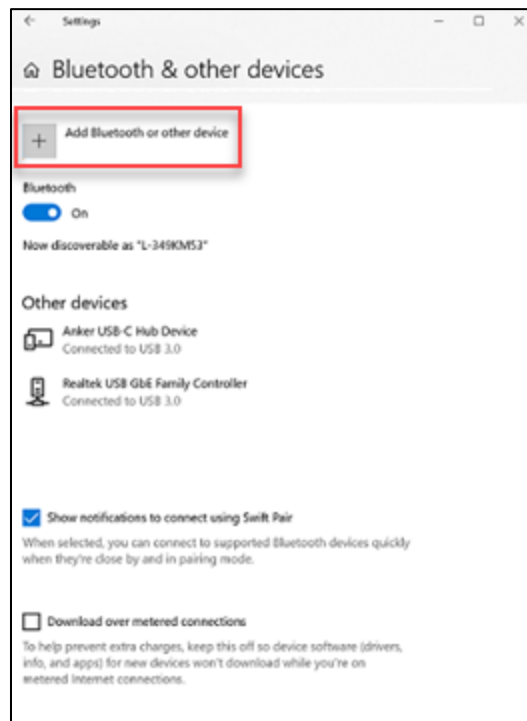 Settings
Bluetooth & other devices
Add Bluetooth or other device
Bluetooth
On
Now discoverable as "L-349KM53"
Other devices
Anker USB-C Hub Device
Connected to USB 3.0
Realtek USB GbE Family Controller
Connected to USB 3.0
Show notifications to connect using Swift Pair
When selected, you can connect to supported Bluetooth devices quickly
when they're close by and in pairing mode.
Download over metered connections
To help prevent extra charges, keep this off so device software (drivers,
info, and apps) for new devices won't download while you're on
metered Internet connections.